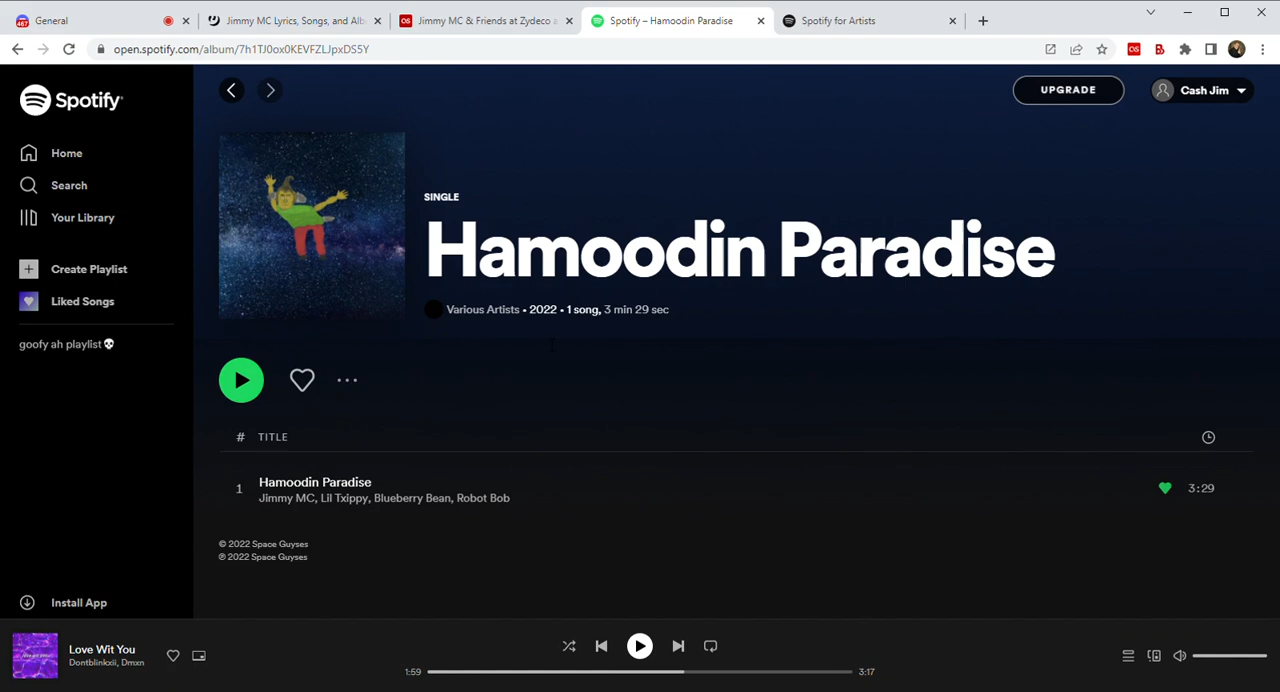 467 General
Jimmy MC Lyrics, Songs, and Alb
Jimmy MC & Friends at Zydeco a
Spotify – Hamoodin Paradise
Spotify for Artists
open.spotify.com/album/7h1TJ0ox0KEVFZLJpxDS5Y
Spotify
UPGRADE
Cash Jim
Home
Search
Your Library
Create Playlist
Liked Songs
goofy ah playlist💀
Install App
SINGLE
Hamoodin Paradise
Various Artists • 2022 • 1 song, 3 min 29 sec
# TITLE
1 Hamoodin Paradise 3:29
Jimmy MC, Lil Txippy, Blueberry Bean, Robot Bob
© 2022 Space Guyses
℗ 2022 Space Guyses
Love Wit You
Dontblinkxii, Dmxn
1:59
3:17